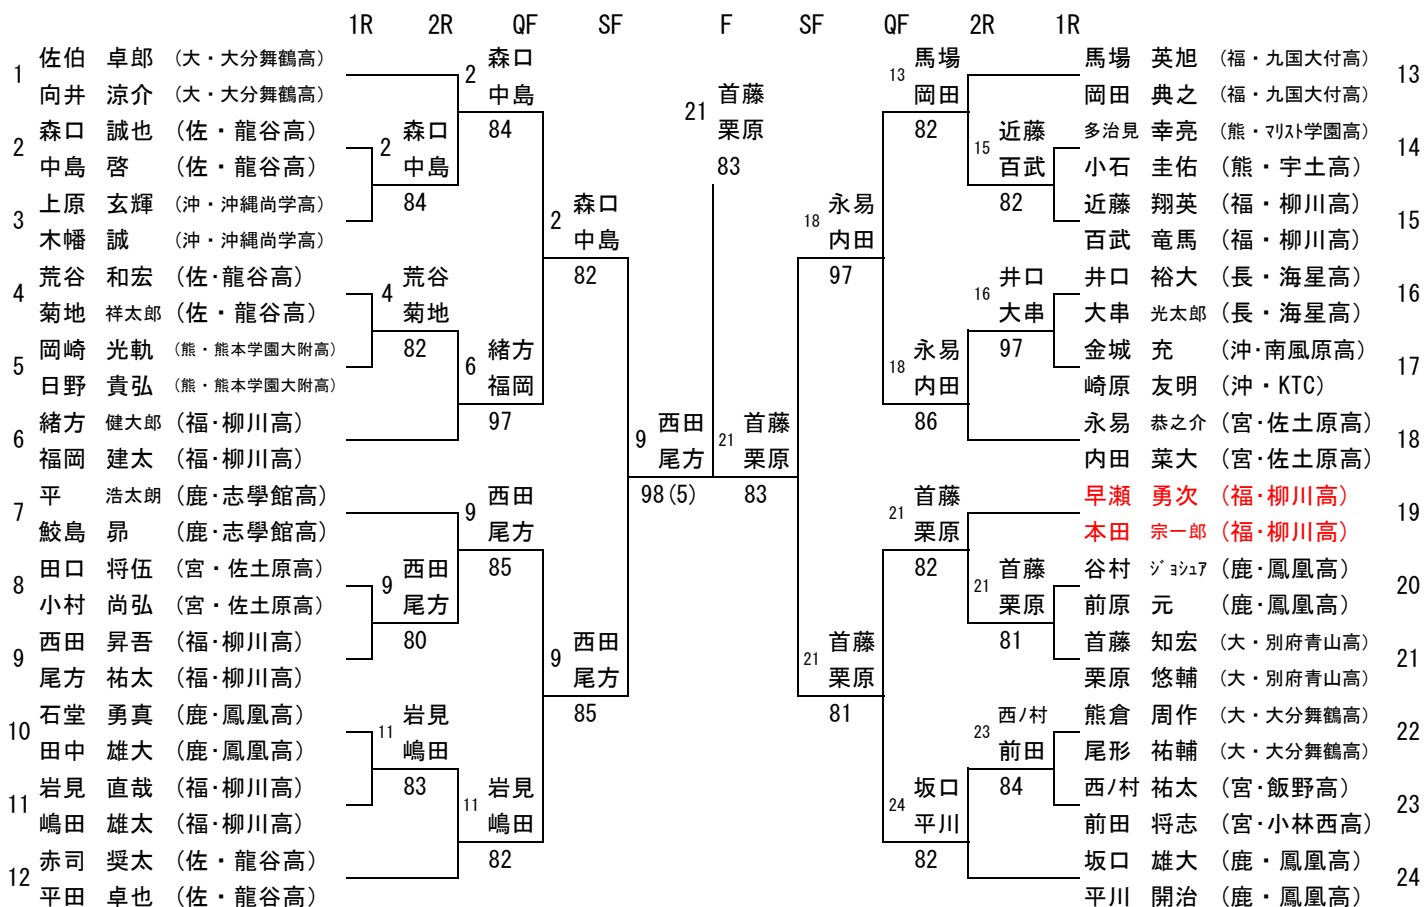 1R 2R QF SF F SF QF 2R 1R
佐伯 卓郎 (大・大分舞鶴高) 森口 馬場 馬場 英旭 (福・九国大付高)
1 2 13 13
向井 涼介 (大・大分舞鶴高) 中島 首藤 岡田 岡田 典之 (福・九国大付高)
21
森口 誠也 (佐・龍谷高) 森口 84 栗原 82 近藤 多治見 幸亮 (熊・マリスト学園高)
2 2 15 14
中島 啓 (佐・龍谷高) 中島 83 百武 小石 圭佑 (熊・宇土高)
上原 玄輝 (沖・沖縄尚学高) 84 森口 永易 82 近藤 翔英 (福・柳川高)
3 2 18 15
木幡 誠 (沖・沖縄尚学高) 中島 内田 百武 竜馬 (福・柳川高)
荒谷 和宏 (佐・龍谷高) 荒谷 82 97 井口 井口 裕大 (長・海星高)
4 4 16 16
菊地 祥太郎 (佐・龍谷高) 菊地 大串 大串 光太郎 (長・海星高)
岡崎 光軌 (熊・熊本学園大附高) 82 緒方 永易 97 金城 充 (沖・南風原高)
5 6 18 17
日野 貴弘 (熊・熊本学園大附高) 福岡 内田 崎原 友明 (沖・KTC)
緒方 健大郎 (福・柳川高) 97 西田 首藤 86 永易 恭之介 (宮・佐土原高)
6 9 21 18
福岡 建太 (福・柳川高) 尾方 栗原 内田 菜大 (宮・佐土原高)
平 浩太朗 (鹿・志學館高) 西田 98(5) 83 首藤 早瀬 勇次 (福・柳川高)
7 9 21 19
鮫島 昴 (鹿・志學館高) 尾方 栗原 本田 宗一郎 (福・柳川高)
田口 将伍 (宮・佐土原高) 西田 85 82 首藤 谷村 ジョシュア (鹿・鳳凰高)
8 9 21 20
小村 尚弘 (宮・佐土原高) 尾方 栗原 前原 元 (鹿・鳳凰高)
西田 昇吾 (福・柳川高) 80 西田 首藤 81 首藤 知宏 (大・別府青山高)
9 9 21 21
尾方 祐太 (福・柳川高) 尾方 栗原 栗原 悠輔 (大・別府青山高)
石堂 勇真 (鹿・鳳凰高) 岩見 85 81 西ノ村 熊倉 周作 (大・大分舞鶴高)
10 11 23 22
田中 雄大 (鹿・鳳凰高) 嶋田 前田 尾形 祐輔 (大・大分舞鶴高)
岩見 直哉 (福・柳川高) 83 岩見 坂口 84 西ノ村 祐太 (宮・飯野高)
11 11 24 23
嶋田 雄太 (福・柳川高) 嶋田 平川 前田 将志 (宮・小林西高)
赤司 奨太 (佐・龍谷高) 82 82 坂口 雄大 (鹿・鳳凰高)
12 24
平田 卓也 (佐・龍谷高) 平川 開治 (鹿・鳳凰高)